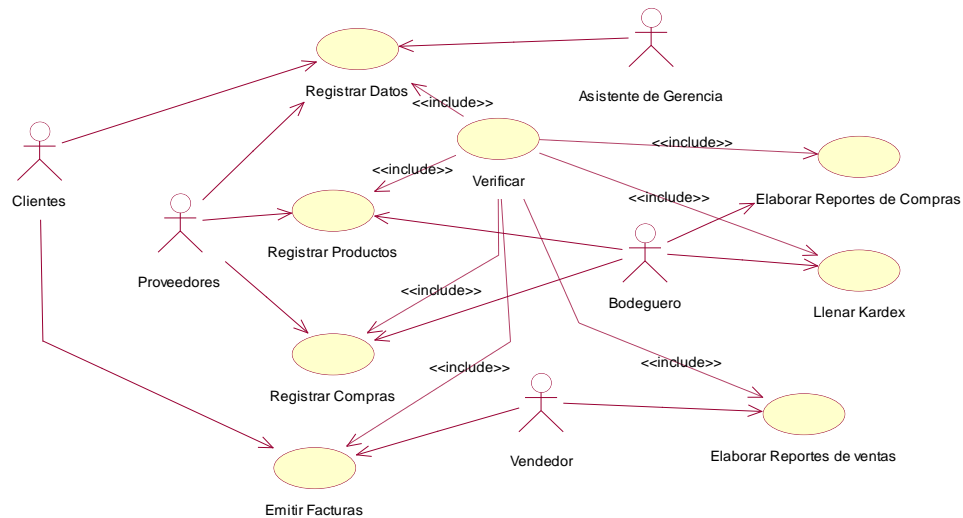 Registrar Datos
Asistente de Gerencia
<<include>>
Verificar
<<include>>
Elaborar Reportes de Compras
<<include>>
Clientes
<<include>>
Registrar Productos
Proveedores
Bodeguero
<<include>>
Llenar Kardex
Registrar Compras
<<include>>
<<include>>
Vendedor
Elaborar Reportes de ventas
Emitir Facturas